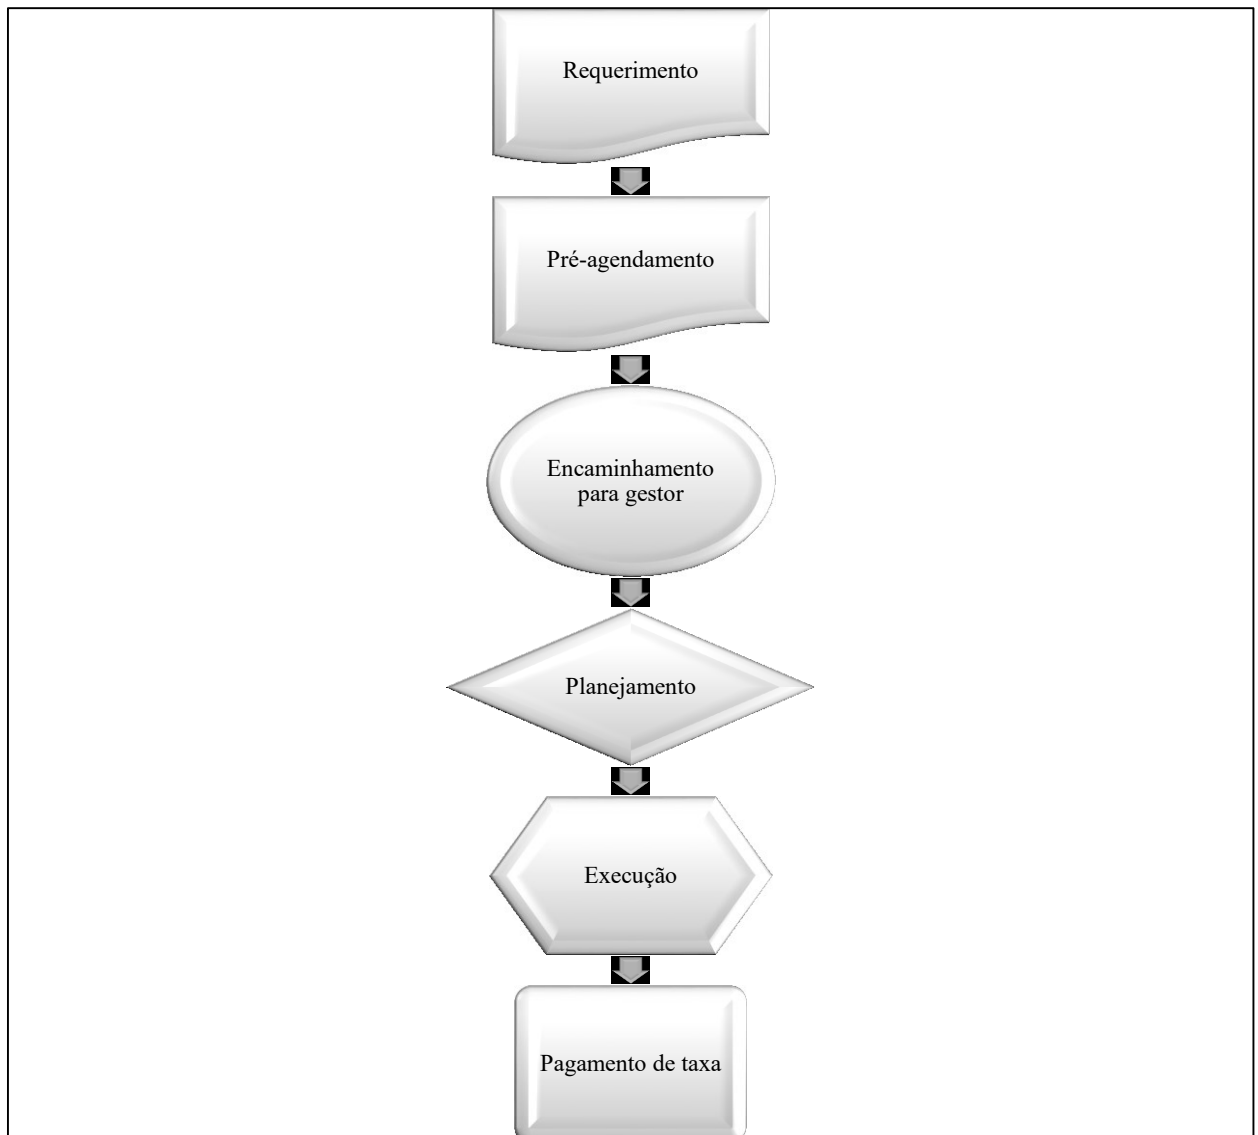 Requerimento
Pré-agendamento
Encaminhamento
para gestor
Planejamento
Execução
Pagamento de taxa